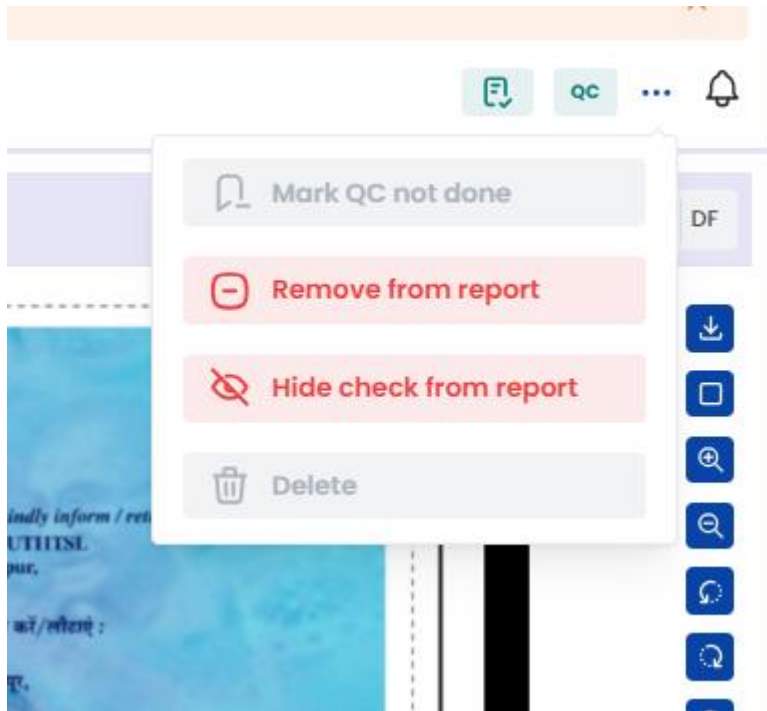 QC
Mark QC not done
DF
Remove from report
Hide check from report
Delete
indly inform / ret
UTIITSL
pur,
करें/लौटाएं :
पूर,